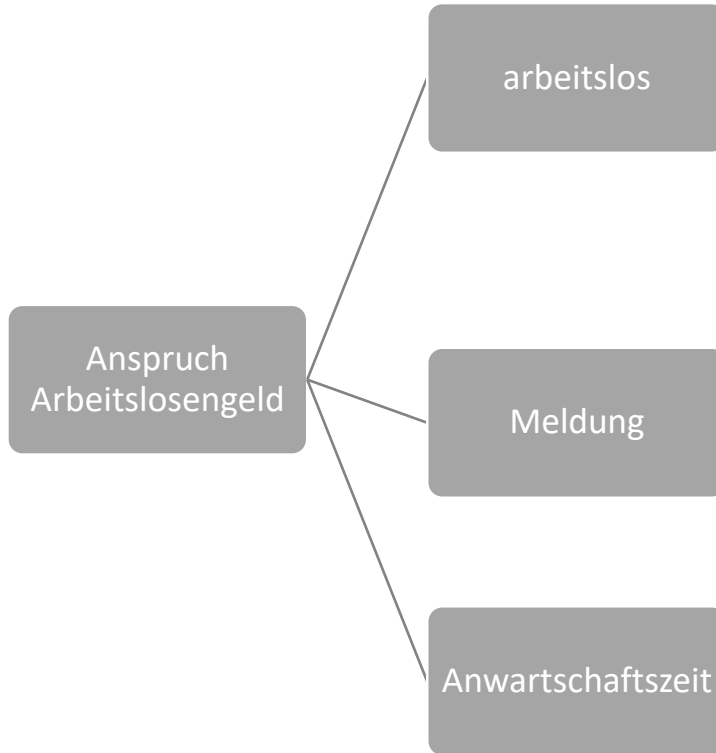 arbeitslos
Anspruch
Arbeitslosengeld
Meldung
Anwartschaftszeit